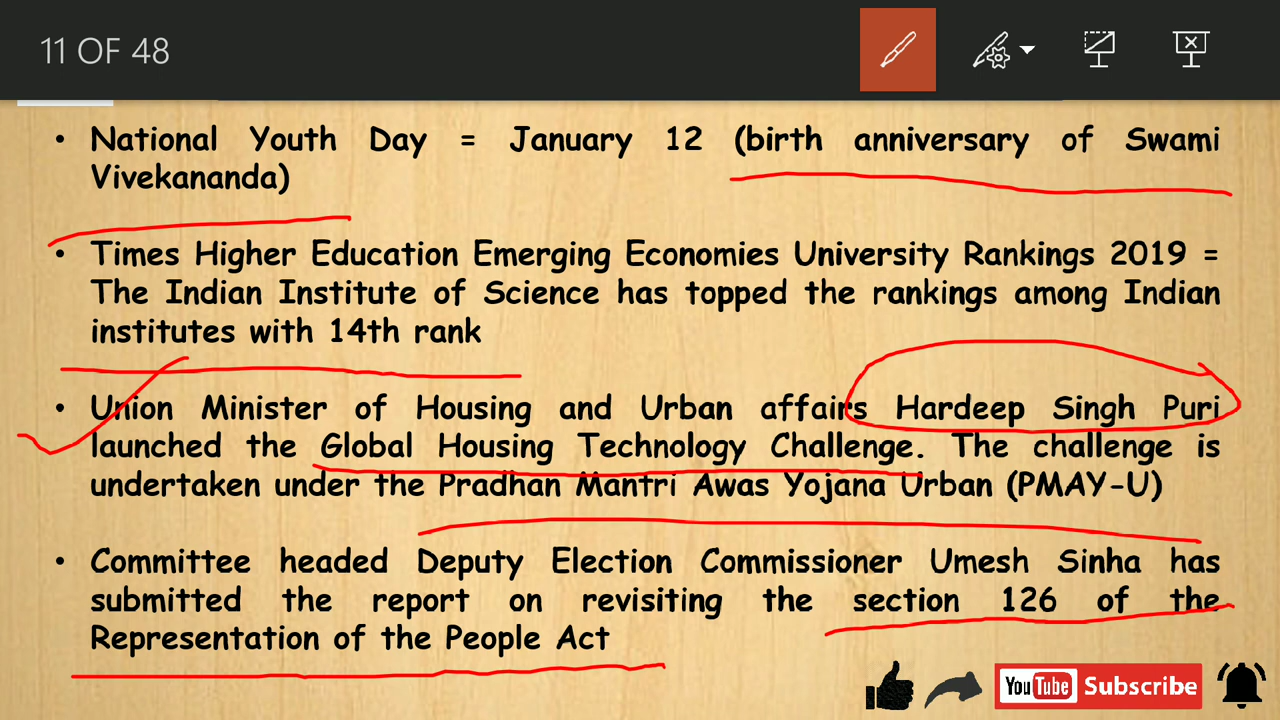 11 OF 48
• National Youth Day = January 12 (birth anniversary of Swami
Vivekananda)
• Times Higher Education Emerging Economies University Rankings 2019 =
The Indian Institute of Science has topped the rankings among Indian
institutes with 14th rank
• Union Minister of Housing and Urban affairs Hardeep Singh Puri
launched the Global Housing Technology Challenge. The challenge is
undertaken under the Pradhan Mantri Awas Yojana Urban (PMAY-U)
• Committee headed Deputy Election Commissioner Umesh Sinha has
submitted the report on revisiting the section 126 of the
Representation of the People Act
YouTube Subscribe